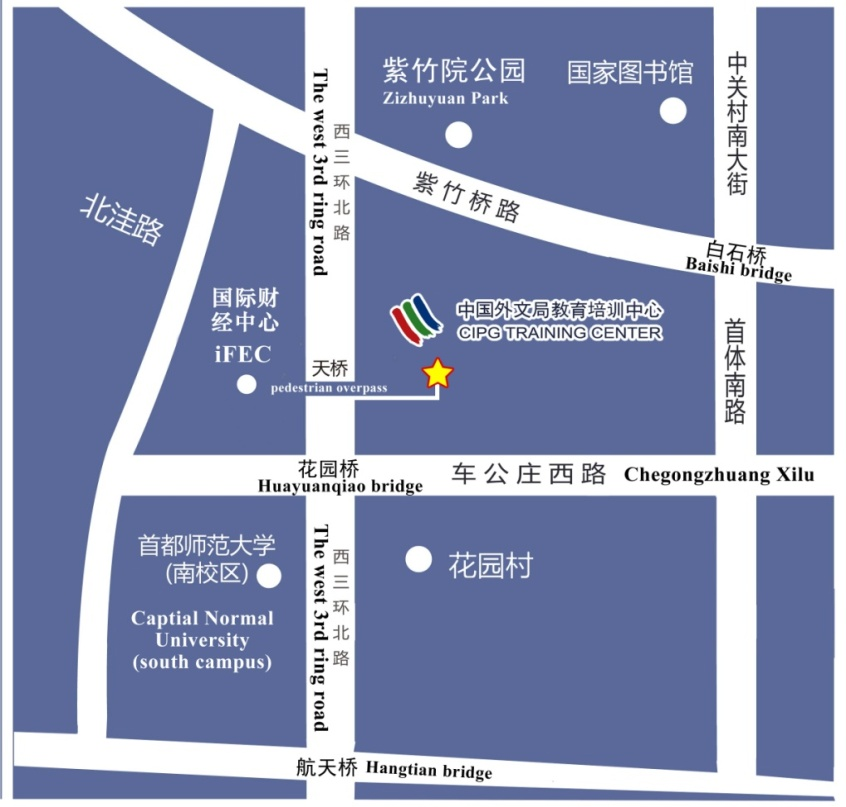 紫竹院公园
Zizhuyuan Park
国家图书馆
中关村南大街
The west 3rd ring road
西三环北路
紫竹桥路
北洼路
白石桥
Baishi bridge
国际财
经中心
iFEC
中国外文局教育培训中心
CIPG TRAINING CENTER
首体南路
天桥
pedestrian overpass
花园桥
Huayuanqiao bridge
车公庄西路 Chegongzhuang Xilu
首都师范大学
(南校区)
Captial Normal
University
(south campus)
The west 3rd ring road
西三环北路
花园村
航天桥 Hangtian bridge